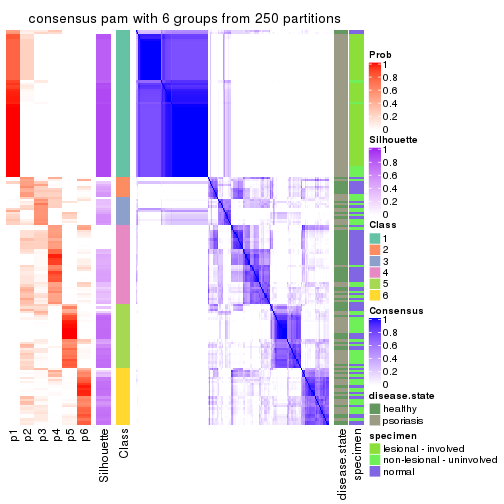 consensus pam with 6 groups from 250 partitions
Prob
1
0.8
0.6
0.4
0.2
0
Silhouette
1
0.8
0.6
0.4
0.2
0
Class
1
2
3
4
5
6
Consensus
1
0.8
0.6
0.4
0.2
0
disease.state
healthy
psoriasis
specimen
lesional - involved
non-lesional - uninvolved
normal
p1
p2
p3
p4
p5
p6
Silhouette
Class
disease.state
specimen